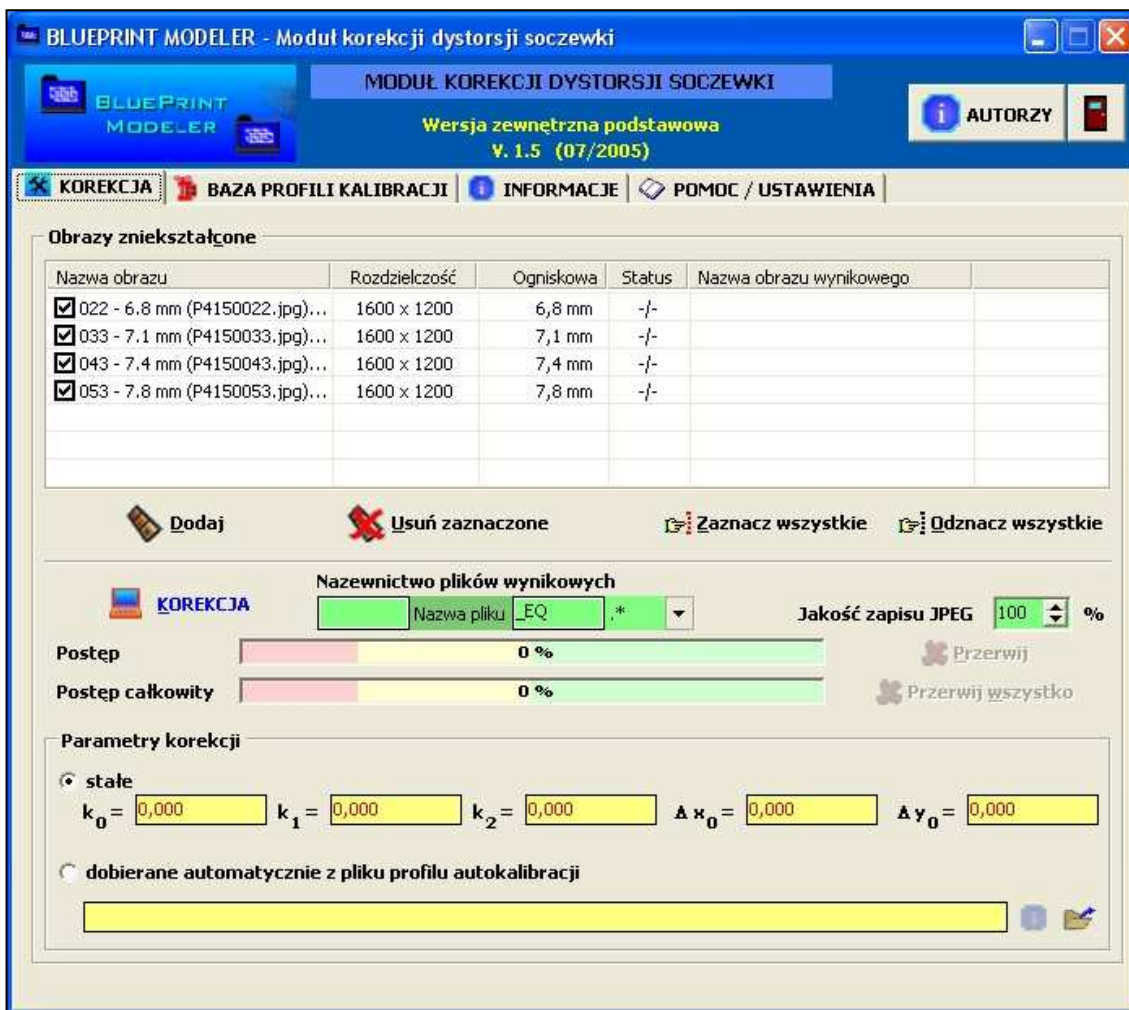 BLUEPRINT MODELER - Moduł korekcji dystorsji soczewki
BLUEPRINT MODELER
MODUŁ KOREKCJI DYSTORSJI SOCZEWKI
Wersja zewnętrzna podstawowa
V. 1.5 (07/2005)
AUTORZY
KOREKCJA BAZA PROFILI KALIBRACJI INFORMACJE POMOC / USTAWIENIA
Obrazy zniekształcone
Nazwa obrazu Rozdzielczość Ogniskowa Status Nazwa obrazu wynikowego
022 - 6.8 mm (P4150022.jpg)... 1600 x 1200 6,8 mm -/-
033 - 7.1 mm (P4150033.jpg)... 1600 x 1200 7,1 mm -/-
043 - 7.4 mm (P4150043.jpg)... 1600 x 1200 7,4 mm -/-
053 - 7.8 mm (P4150053.jpg)... 1600 x 1200 7,8 mm -/-
Dodaj Usuń zaznaczone Zaznacz wszystkie Odznacz wszystkie
Nazewnictwo plików wynikowych
KOREKCJA Nazwa pliku _EQ .* Jakość zapisu JPEG 100 %
Postęp 0 % Przerwij
Postęp całkowity 0 % Przerwij wszystko
Parametry korekcji
stałe
k0= 0,000 k1= 0,000 k2= 0,000 Δx0= 0,000 Δy0= 0,000
dobierane automatycznie z pliku profilu autokalibracji